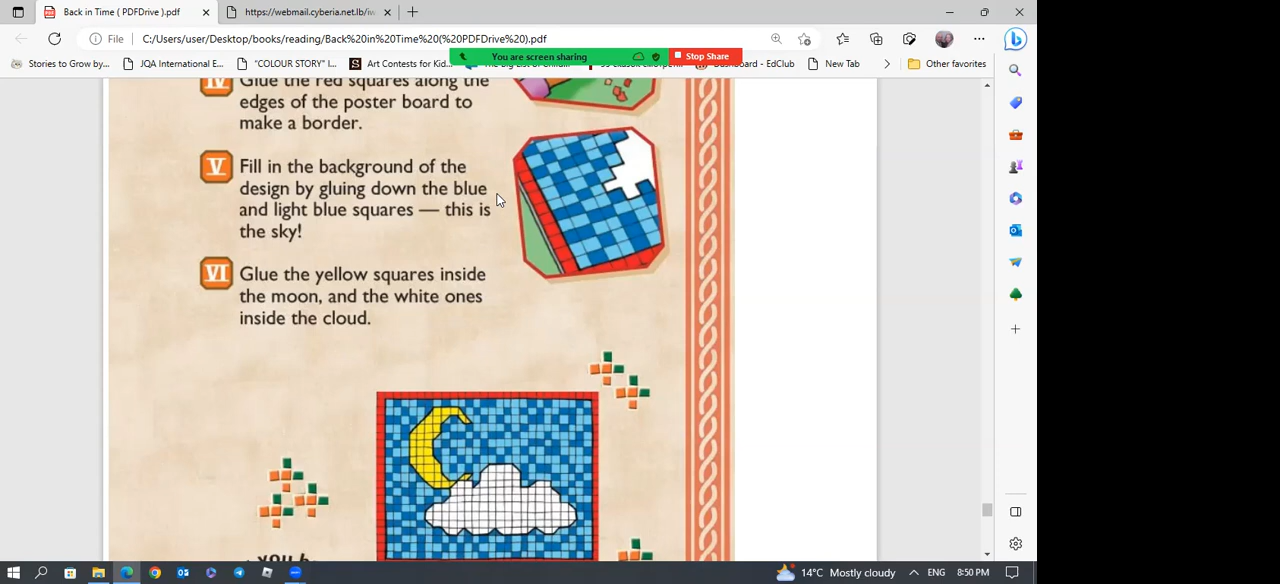 Back in Time ( PDFDrive ).pdf
https://webmail.cyberia.net.lb/iw
File
C:/Users/user/Desktop/books/reading/Back%20in%20Time%20(%20PDFDrive%20).pdf
You are screen sharing
Stop Share
Stories to Grow by...
JQA International E...
"COLOUR STORY" I...
Art Contests for Kid...
Dashboard - EdClub
New Tab
Other favorites
IV
Glue the red squares along the
edges of the poster board to
make a border.
V
Fill in the background of the
design by gluing down the blue
and light blue squares — this is
the sky!
VI
Glue the yellow squares inside
the moon, and the white ones
inside the cloud.
14°C Mostly cloudy
ENG
8:50 PM